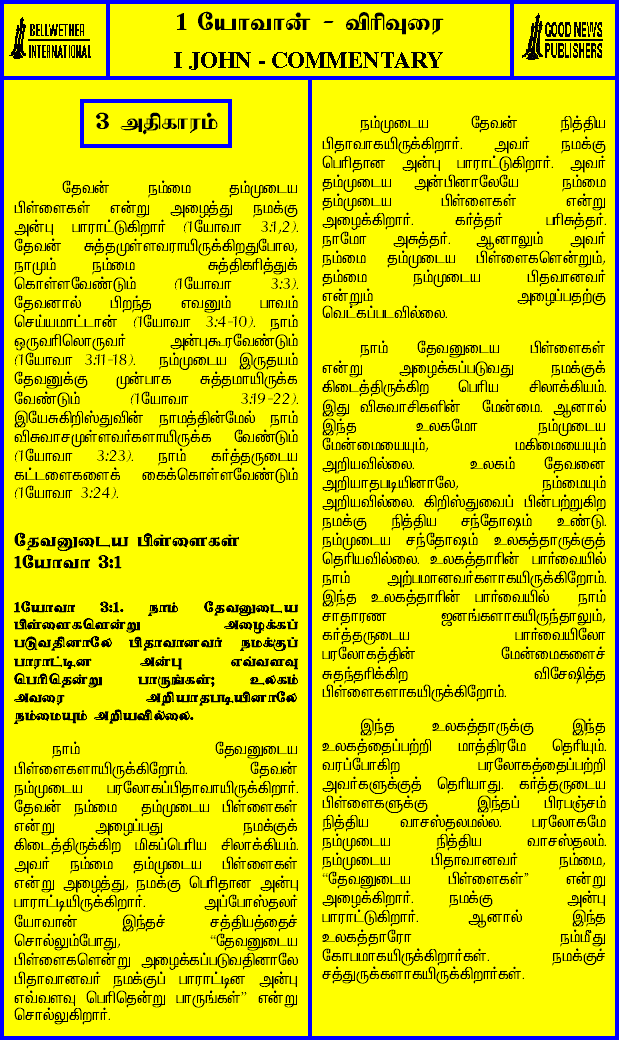 BELLWETHER
INTERNATIONAL
1 யோவான் - விரிவுரை
I JOHN - COMMENTARY
GOOD NEWS
PUBLISHERS
3 அதிகாரம்
தேவன் நம்மை தம்முடைய
பிள்ளைகள் என்று அழைத்து நமக்கு
அன்பு பாராட்டுகிறார் (1யோவா 3:1,2).
தேவன் சுத்தமுள்ளவராயிருக்கிறதுபோல,
நாமும் நம்மை சுத்திகரித்துக்
கொள்ளவேண்டும் (1யோவா 3:3).
தேவனால் பிறந்த எவனும் பாவம்
செய்யமாட்டான் (1யோவா 3:4-10). நாம்
ஒருவரிலொருவர் அன்புகூரவேண்டும்
(1யோவா 3:11-18). நம்முடைய இருதயம்
தேவனுக்கு முன்பாக சுத்தமாயிருக்க
வேண்டும் (1யோவா 3:19-22).
இயேசுகிறிஸ்துவின் நாமத்தின்மேல் நாம்
விசுவாசமுள்ளவர்களாயிருக்க வேண்டும்
(1யோவா 3:23). நாம் கர்த்தருடைய
கட்டளைகளைக் கைக்கொள்ளவேண்டும்
(1யோவா 3:24).
தேவனுடைய பிள்ளைகள்
1யோவா 3:1
1யோவா 3:1. நாம் தேவனுடைய
பிள்ளைகளென்று அழைக்கப்
படுவதினாலே பிதாவானவர் நமக்குப்
பாராட்டின அன்பு எவ்வளவு
பெரிதென்று பாருங்கள்; உலகம்
அவரை அறியாதபடியினாலே
நம்மையும் அறியவில்லை.
நாம் தேவனுடைய
பிள்ளைகளாயிருக்கிறோம். தேவன்
நம்முடைய பரலோகப்பிதாவாயிருக்கிறார்.
தேவன் நம்மை தம்முடைய பிள்ளைகள்
என்று அழைப்பது நமக்குக்
கிடைத்திருக்கிற மிகப்பெரிய சிலாக்கியம்.
அவர் நம்மை தம்முடைய பிள்ளைகள்
என்று அழைத்து, நமக்கு பெரிதான அன்பு
பாராட்டியிருக்கிறார். அப்போஸ்தலர்
யோவான் இந்தச் சத்தியத்தைச்
சொல்லும்போது, “தேவனுடைய
பிள்ளைகளென்று அழைக்கப்படுவதினாலே
பிதாவானவர் நமக்குப் பாராட்டின அன்பு
எவ்வளவு பெரிதென்று பாருங்கள்” என்று
சொல்லுகிறார்.
நம்முடைய தேவன் நித்திய
பிதாவாகயிருக்கிறார். அவர் நமக்கு
பெரிதான அன்பு பாராட்டுகிறார். அவர்
தம்முடைய அன்பினாலேயே நம்மை
தம்முடைய பிள்ளைகள் என்று
அழைக்கிறார். கர்த்தர் பரிசுத்தர்.
நாமோ அசுத்தர். ஆனாலும் அவர்
நம்மை தம்முடைய பிள்ளைகளென்றும்,
தம்மை நம்முடைய பிதவானவர்
என்றும் அழைப்பதற்கு
வெட்கப்படவில்லை.
நாம் தேவனுடைய பிள்ளைகள்
என்று அழைக்கப்படுவது நமக்குக்
கிடைத்திருக்கிற பெரிய சிலாக்கியம்.
இது விசுவாசிகளின் மேன்மை. ஆனால்
இந்த உலகமோ நம்முடைய
மேன்மையையும், மகிமையையும்
அறியவில்லை. உலகம் தேவனை
அறியாதபடியினாலே, நம்மையும்
அறியவில்லை. கிறிஸ்துவைப் பின்பற்றுகிற
நமக்கு நித்திய சந்தோஷம் உண்டு.
நம்முடைய சந்தோஷம் உலகத்தாருக்குத்
தெரியவில்லை. உலகத்தாரின் பார்வையில்
நாம் அற்பமானவர்களாகயிருக்கிறோம்.
இந்த உலகத்தாரின் பார்வையில் நாம்
சாதாரண ஜனங்களாகயிருந்தாலும்,
கர்த்தருடைய பார்வையிலோ
பரலோகத்தின் மேன்மைகளைச்
சுதந்தரிக்கிற விசேஷித்த
பிள்ளைகளாகயிருக்கிறோம்.
இந்த உலகத்தாருக்கு இந்த
உலகத்தைப்பற்றி மாத்திரமே தெரியும்.
வரப்போகிற பரலோகத்தைப்பற்றி
அவர்களுக்குத் தெரியாது. கர்த்தருடைய
பிள்ளைகளுக்கு இந்தப் பிரபஞ்சம்
நித்திய வாசஸ்தலமல்ல. பரலோகமே
நம்முடைய நித்திய வாசஸ்தலம்.
நம்முடைய பிதாவானவர் நம்மை,
“தேவனுடைய பிள்ளைகள்” என்று
அழைக்கிறார். நமக்கு அன்பு
பாராட்டுகிறார். ஆனால் இந்த
உலகத்தாரோ நம்மீது
கோபமாகயிருக்கிறார்கள். நமக்குச்
சத்துருக்களாகயிருக்கிறார்கள்.